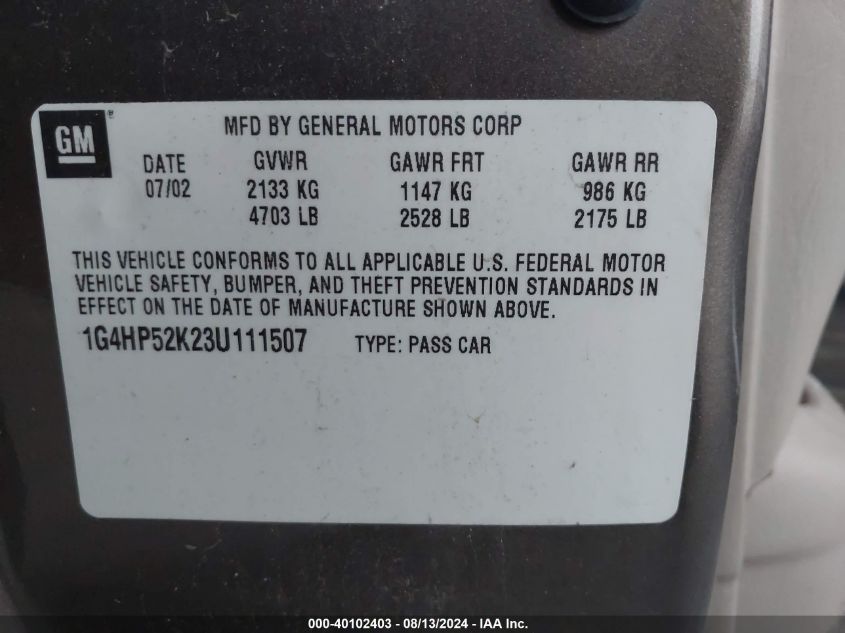 GM
MFD BY GENERAL MOTORS CORP
DATE GVWR GAWR FRT GAWR RR
07/02 2133 KG 1147 KG 986 KG
4703 LB 2528 LB 2175 LB
THIS VEHICLE CONFORMS TO ALL APPLICABLE U.S. FEDERAL MOTOR
VEHICLE SAFETY, BUMPER, AND THEFT PREVENTION STANDARDS IN
EFFECT ON THE DATE OF MANUFACTURE SHOWN ABOVE.
1G4HP52K23U111507 TYPE: PASS CAR
000-40102403 - 08/13/2024 - IAA Inc.